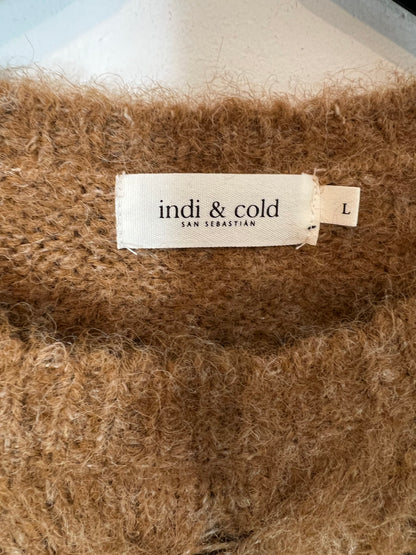 indi & cold
SAN SEBASTIÁN
L